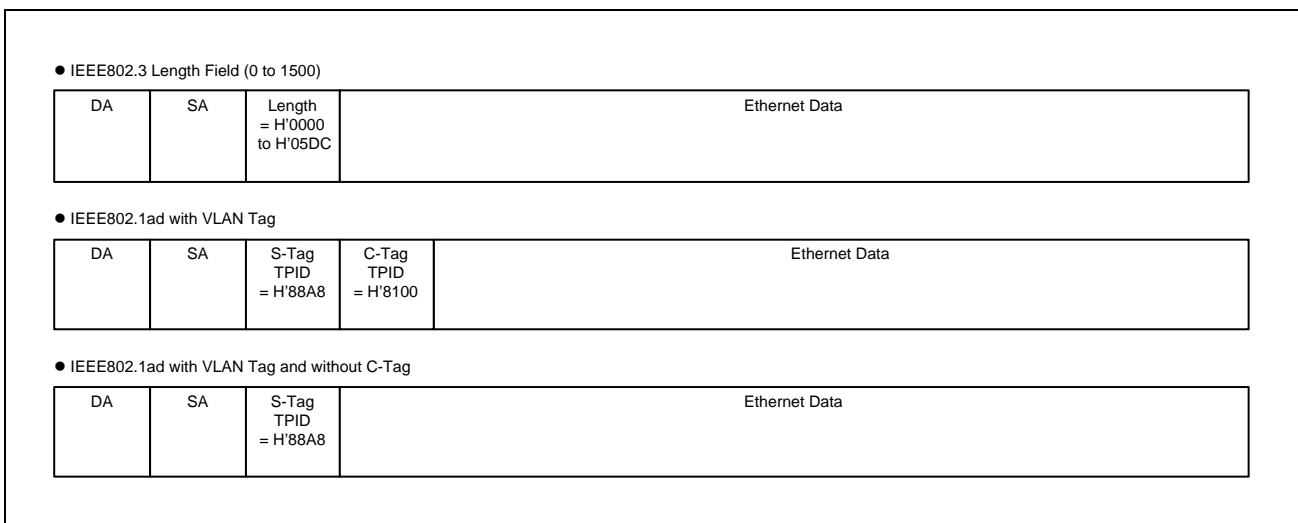 ● IEEE802.3 Length Field (0 to 1500)
DA
SA
Length
= H'0000
to H'05DC
Ethernet Data
● IEEE802.1ad with VLAN Tag
DA
SA
S-Tag
TPID
= H'88A8
C-Tag
TPID
= H'8100
Ethernet Data
● IEEE802.1ad with VLAN Tag and without C-Tag
DA
SA
S-Tag
TPID
= H'88A8
Ethernet Data